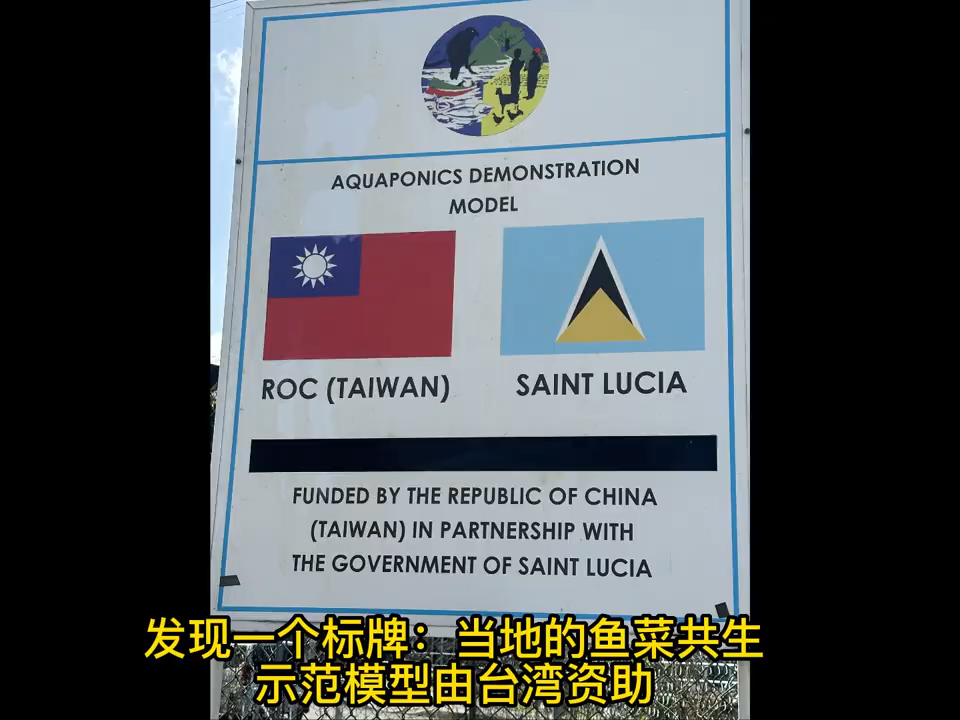 AQUAPONICS DEMONSTRATION
MODEL
ROC (TAIWAN)
SAINT LUCIA
FUNDED BY THE REPUBLIC OF CHINA
(TAIWAN) IN PARTNERSHIP WITH
THE GOVERNMENT OF SAINT LUCIA
发现一个标牌：当地的鱼菜共生
示范模型由台湾资助